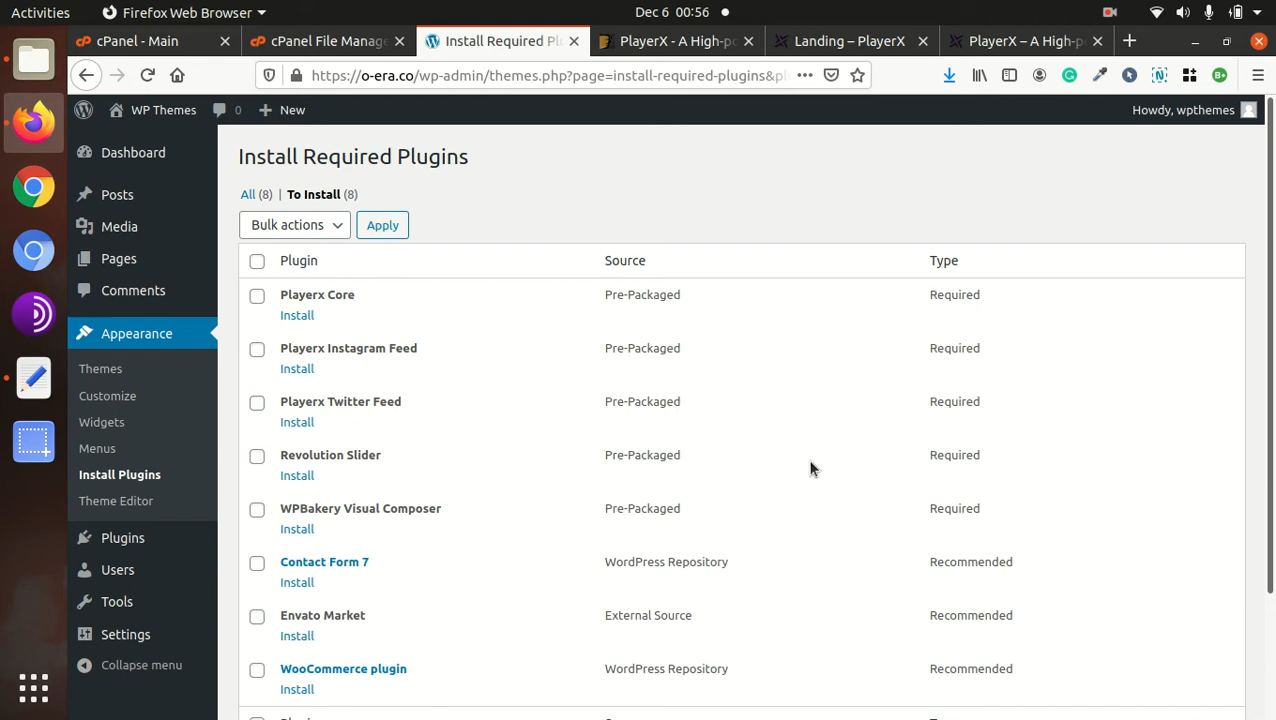 Activities
Firefox Web Browser
Dec 6 00:56
cPanel - Main
cPanel File Manage
Install Required Pl
PlayerX - A High-p
Landing – PlayerX
PlayerX – A High-p
https://o-era.co/wp-admin/themes.php?page=install-required-plugins&pl
WP Themes
0
New
Howdy, wpthemes
Dashboard
Posts
Media
Pages
Comments
Appearance
Themes
Customize
Widgets
Menus
Install Plugins
Theme Editor
Plugins
Users
Tools
Settings
Collapse menu
Install Required Plugins
All (8) | To Install (8)
Bulk actions
Apply
Plugin Source Type
Playerx Core Pre-Packaged Required
Install
Playerx Instagram Feed Pre-Packaged Required
Install
Playerx Twitter Feed Pre-Packaged Required
Install
Revolution Slider Pre-Packaged Required
Install
WPBakery Visual Composer Pre-Packaged Required
Install
Contact Form 7 WordPress Repository Recommended
Install
Envato Market External Source Recommended
Install
WooCommerce plugin WordPress Repository Recommended
Install